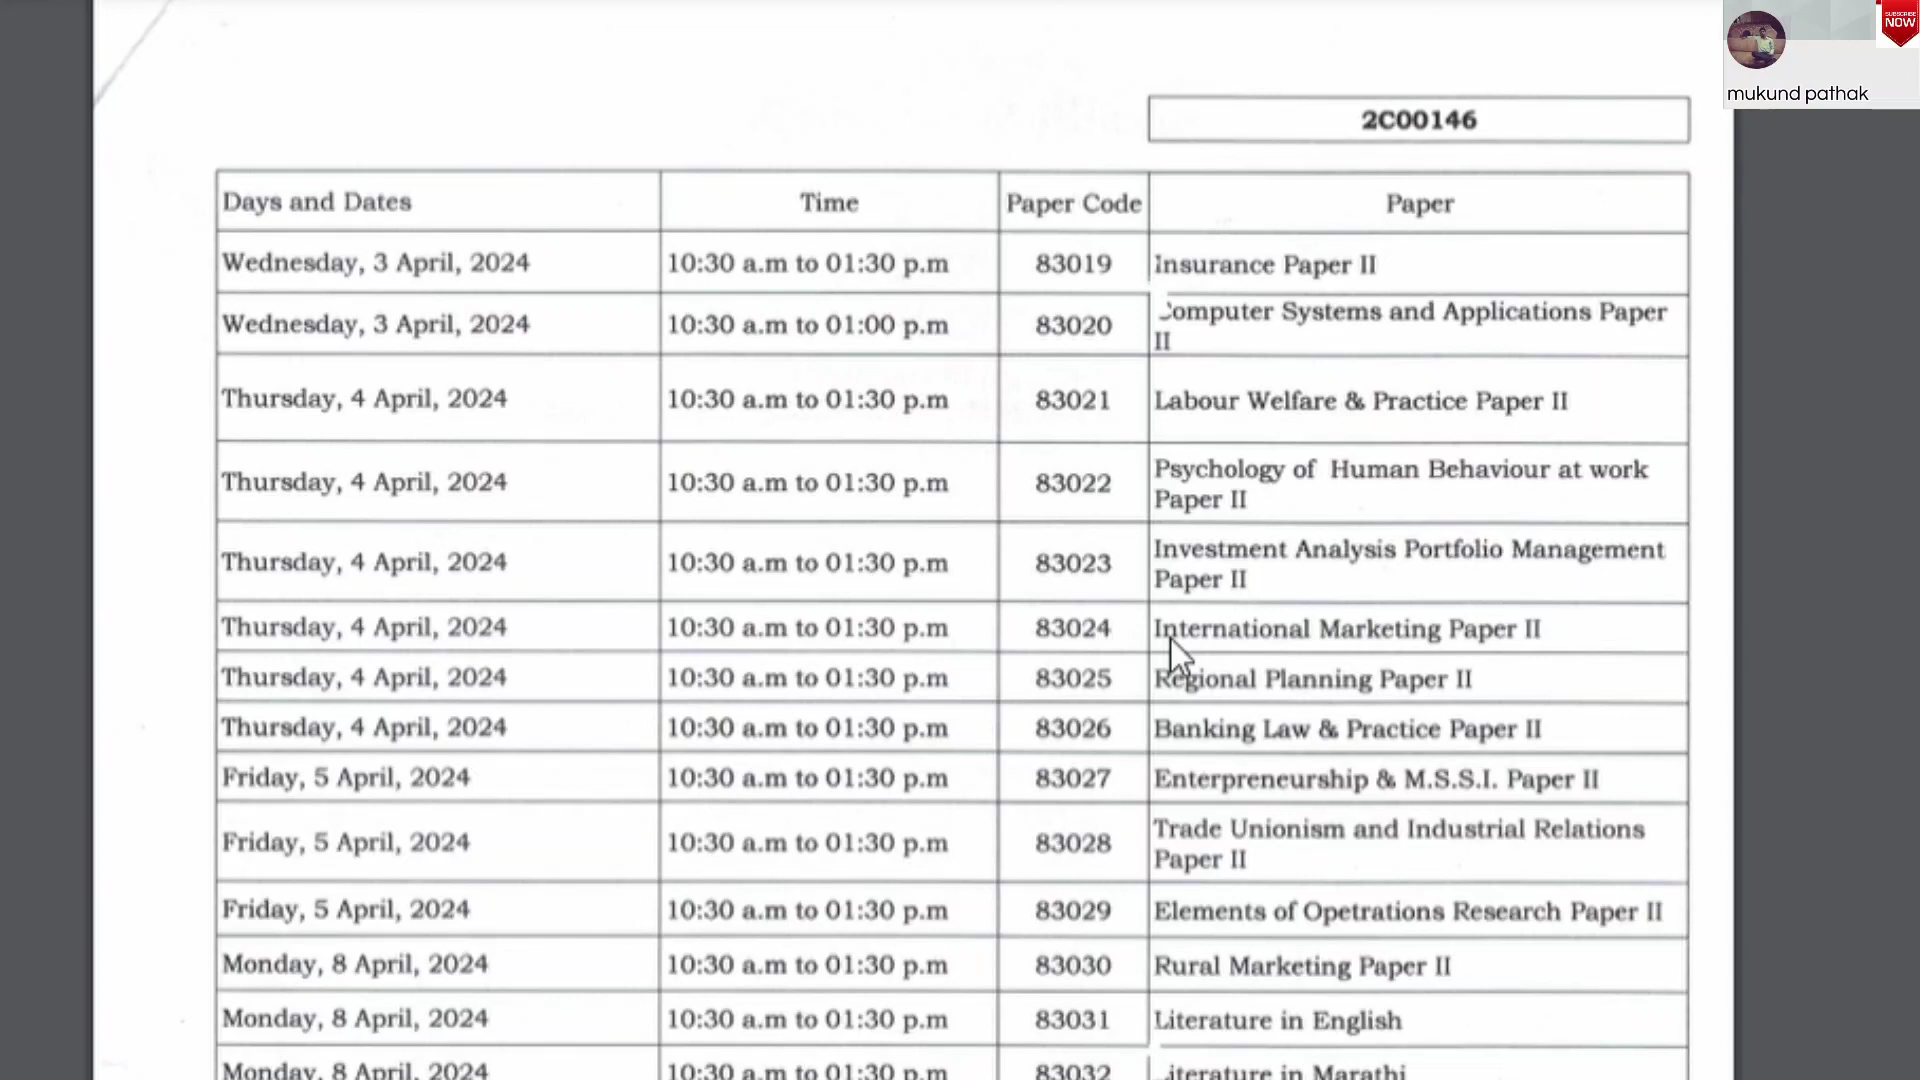 SUBSCRIBE
NOW
mukund pathak
2C00146
Days and Dates Time Paper Code Paper
Wednesday, 3 April, 2024 10:30 a.m to 01:30 p.m 83019 Insurance Paper II
Wednesday, 3 April, 2024 10:30 a.m to 01:00 p.m 83020 Computer Systems and Applications Paper
II
Thursday, 4 April, 2024 10:30 a.m to 01:30 p.m 83021 Labour Welfare & Practice Paper II
Thursday, 4 April, 2024 10:30 a.m to 01:30 p.m 83022 Psychology of Human Behaviour at work
Paper II
Thursday, 4 April, 2024 10:30 a.m to 01:30 p.m 83023 Investment Analysis Portfolio Management
Paper II
Thursday, 4 April, 2024 10:30 a.m to 01:30 p.m 83024 International Marketing Paper II
Thursday, 4 April, 2024 10:30 a.m to 01:30 p.m 83025 Regional Planning Paper II
Thursday, 4 April, 2024 10:30 a.m to 01:30 p.m 83026 Banking Law & Practice Paper II
Friday, 5 April, 2024 10:30 a.m to 01:30 p.m 83027 Enterpreneurship & M.S.S.I. Paper II
Friday, 5 April, 2024 10:30 a.m to 01:30 p.m 83028 Trade Unionism and Industrial Relations
Paper II
Friday, 5 April, 2024 10:30 a.m to 01:30 p.m 83029 Elements of Opetrations Research Paper II
Monday, 8 April, 2024 10:30 a.m to 01:30 p.m 83030 Rural Marketing Paper II
Monday, 8 April, 2024 10:30 a.m to 01:30 p.m 83031 Literature in English
Monday, 8 April, 2024 10:30 a.m to 01:30 p.m 83032 Literature in Marathi